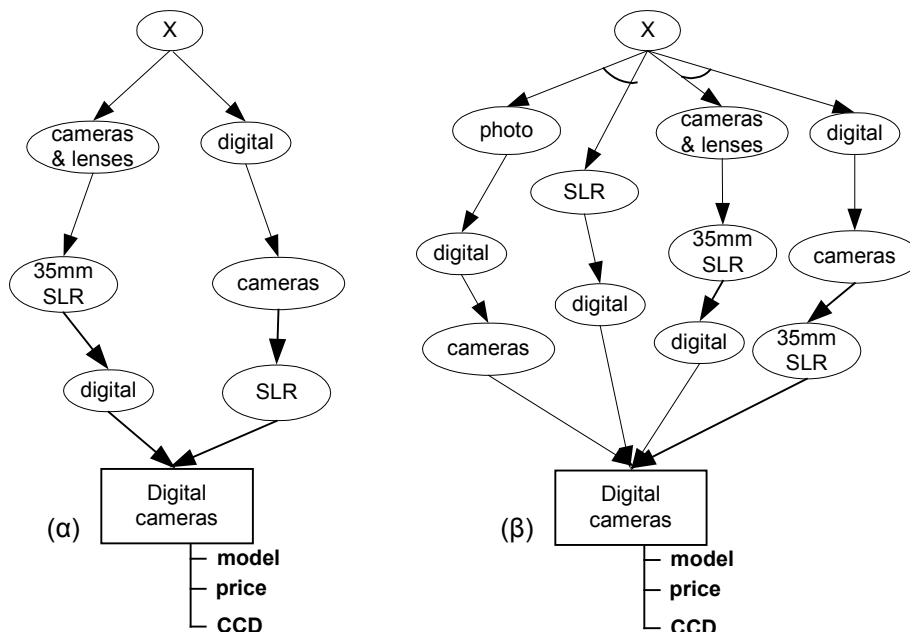 X
cameras
& lenses
digital
35mm
SLR
cameras
digital
SLR
Digital
cameras
(α)
model
price
CCD
X
photo
SLR
cameras
& lenses
digital
digital
35mm
SLR
cameras
digital
cameras
digital
35mm
SLR
Digital
cameras
(β)
model
price
CCD